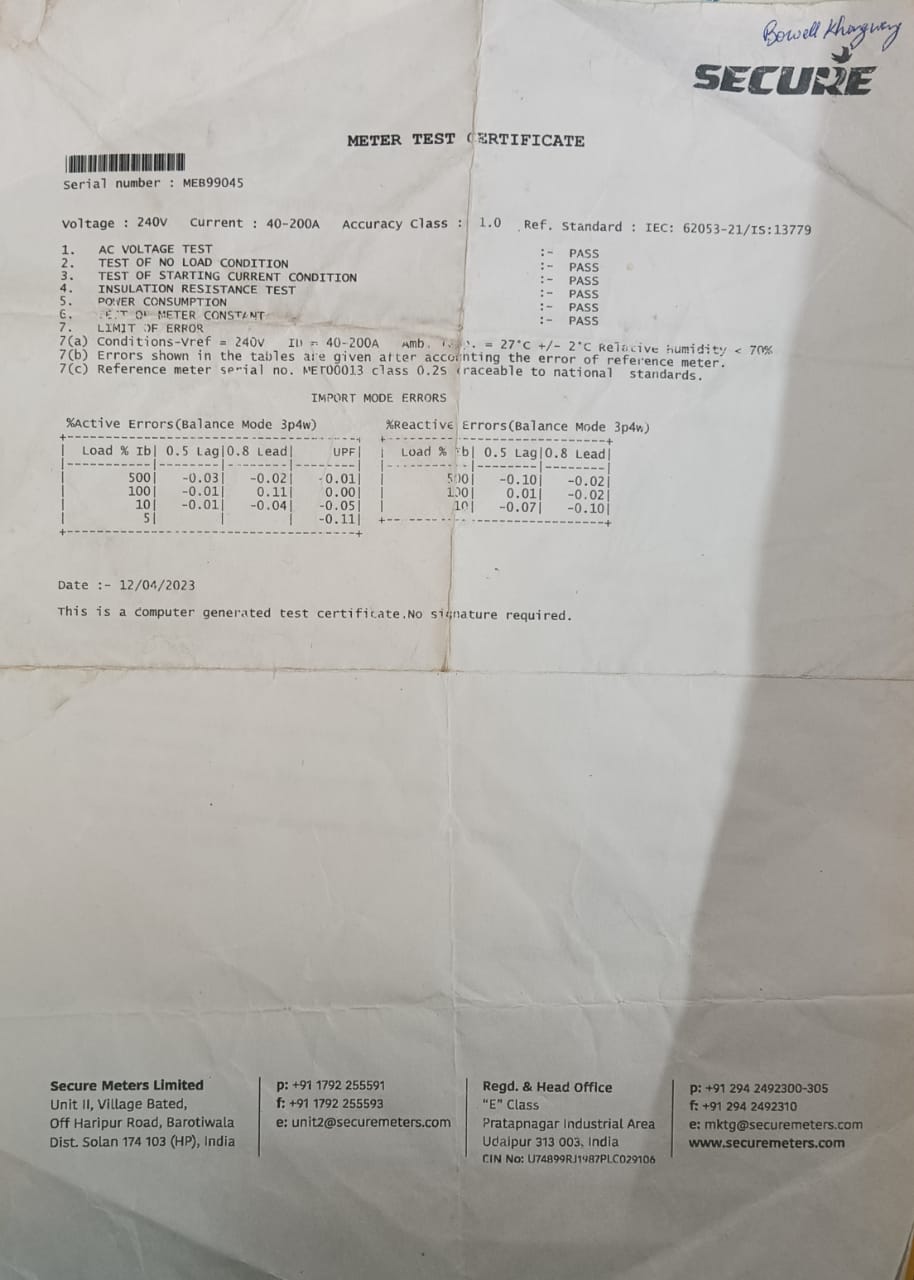 Bowell
SECURE
METER TEST CERTIFICATE
Serial number : MEB99045
Voltage : 240V Current : 40-200A Accuracy Class : 1.0 Ref. Standard : IEC: 62053-21/IS:13779
1. AC VOLTAGE TEST :- PASS
2. TEST OF NO LOAD CONDITION :- PASS
3. TEST OF STARTING CURRENT CONDITION :- PASS
4. INSULATION RESISTANCE TEST :- PASS
5. POWER CONSUMPTION :- PASS
6. TEST OF METER CONSTANT :- PASS
7. LIMIT OF ERROR
7(a) Conditions-Vref = 240V Ib = 40-200A Amb. = 27°C +/- 2°C Relative humidity < 70%
7(b) Errors shown in the tables are given after accounting the error of reference meter.
7(c) Reference meter serial no. MET00013 class 0.2S traceable to national standards.
IMPORT MODE ERRORS
%Active Errors(Balance Mode 3p4w) %Reactive Errors(Balance Mode 3p4w)
| Load % Ib| 0.5 Lag|0.8 Lead| UPF| | Load % Ib| 0.5 Lag|0.8 Lead|
| 500| -0.03| -0.02| -0.01| | 500| -0.10| -0.02|
| 100| -0.01| 0.11| 0.00| | 100| 0.01| -0.02|
| 10| -0.01| -0.04| -0.05| | 10| -0.07| -0.10|
| 5| | | -0.11|
Date :- 12/04/2023
This is a computer generated test certificate.No signature required.
Secure Meters Limited
Unit II, Village Bated,
Off Haripur Road, Barotiwala
Dist. Solan 174 103 (HP), India
p: +91 1792 255591
f: +91 1792 255593
e: unit2@securemeters.com
Regd. & Head Office
"E" Class
Pratapnagar Industrial Area
Udaipur 313 003, India
CIN No: U74899RJ1987PLC029106
p: +91 294 2492300-305
f: +91 294 2492310
e: mktg@securemeters.com
www.securemeters.com